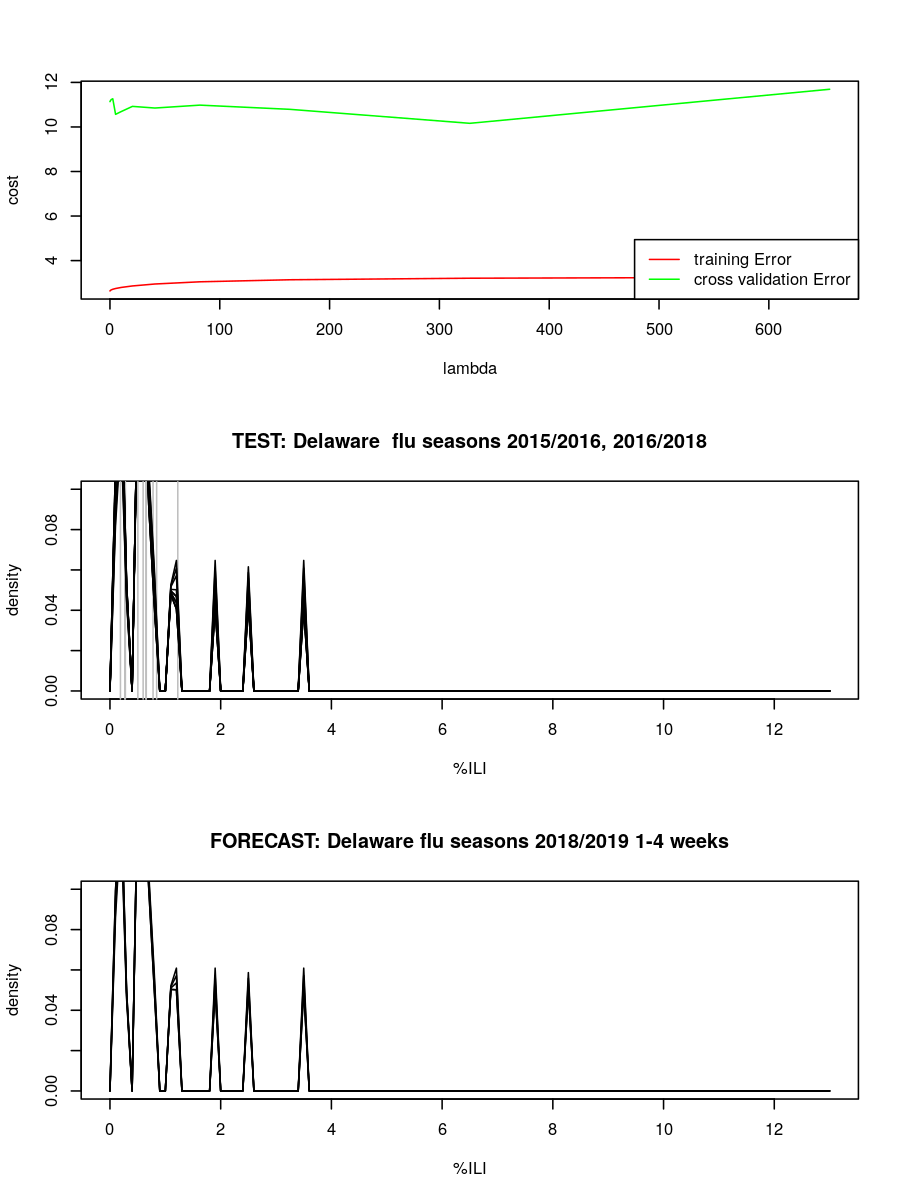 12
10
8
6
4
cost
training Error
cross validation Error
0 100 200 300 400 500 600
lambda
TEST: Delaware  flu seasons 2015/2016, 2016/2018
0.08
0.04
0.00
density
0 2 4 6 8 10 12
%ILI
FORECAST: Delaware flu seasons 2018/2019 1-4 weeks
0.08
0.04
0.00
density
0 2 4 6 8 10 12
%ILI